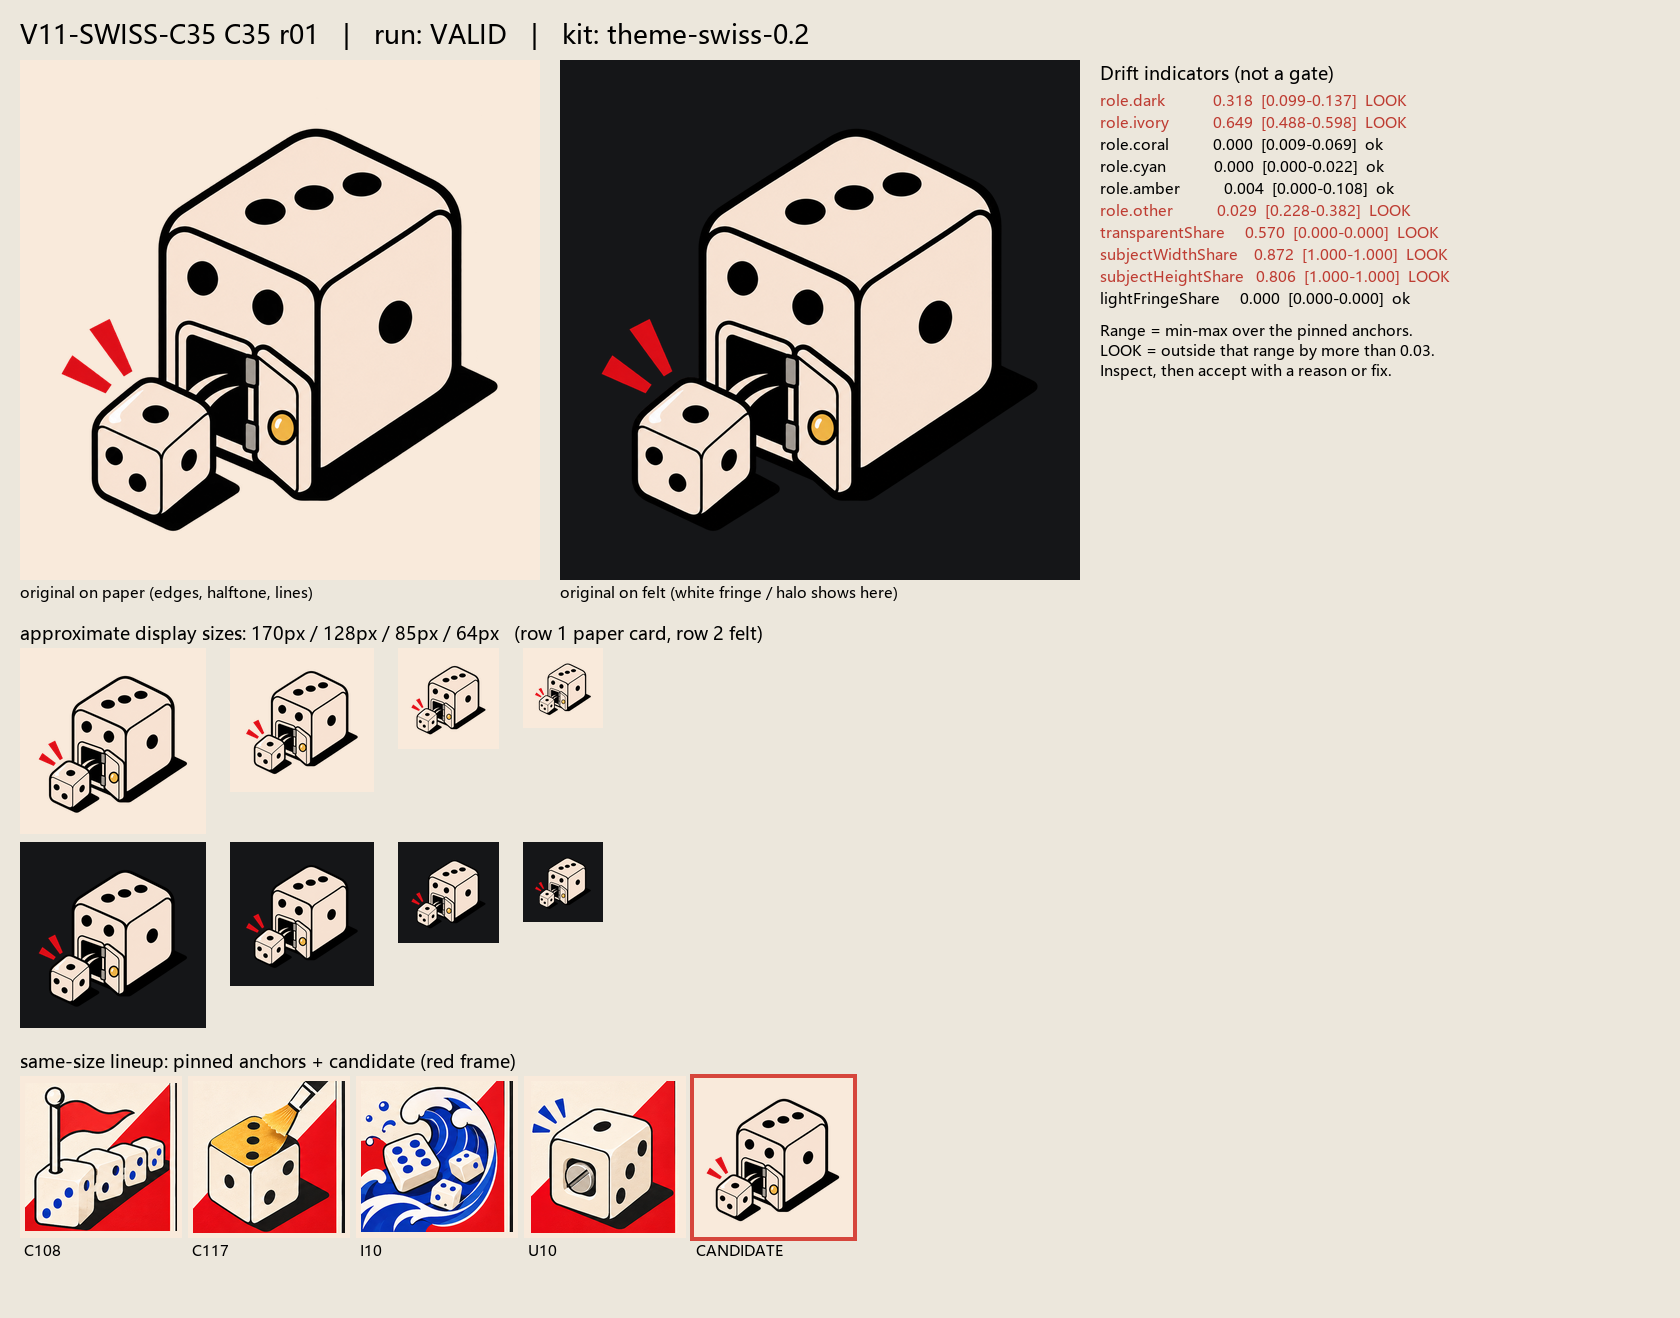 V11-SWISS-C35 C35 r01 | run: VALID | kit: theme-swiss-0.2
Drift indicators (not a gate)
role.dark 0.318 [0.099-0.137] LOOK
role.ivory 0.649 [0.488-0.598] LOOK
role.coral 0.000 [0.009-0.069] ok
role.cyan 0.000 [0.000-0.022] ok
role.amber 0.004 [0.000-0.108] ok
role.other 0.029 [0.228-0.382] LOOK
transparentShare 0.570 [0.000-0.000] LOOK
subjectWidthShare 0.872 [1.000-1.000] LOOK
subjectHeightShare 0.806 [1.000-1.000] LOOK
lightFringeShare 0.000 [0.000-0.000] ok
Range = min-max over the pinned anchors.
LOOK = outside that range by more than 0.03.
Inspect, then accept with a reason or fix.
original on paper (edges, halftone, lines)
original on felt (white fringe / halo shows here)
approximate display sizes: 170px / 128px / 85px / 64px (row 1 paper card, row 2 felt)
same-size lineup: pinned anchors + candidate (red frame)
C108
C117
I10
U10
CANDIDATE